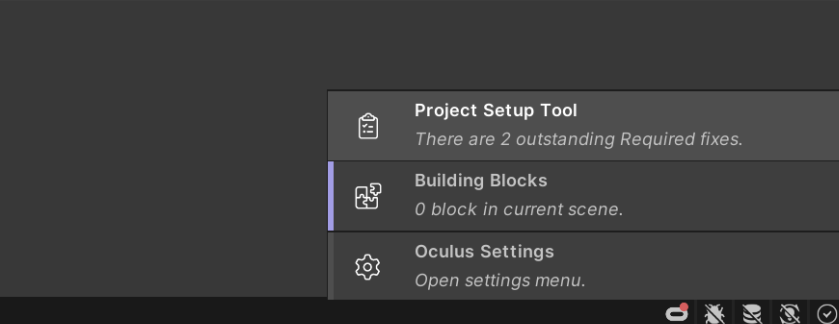 Project Setup Tool
There are 2 outstanding Required fixes.
Building Blocks
0 block in current scene.
Oculus Settings
Open settings menu.